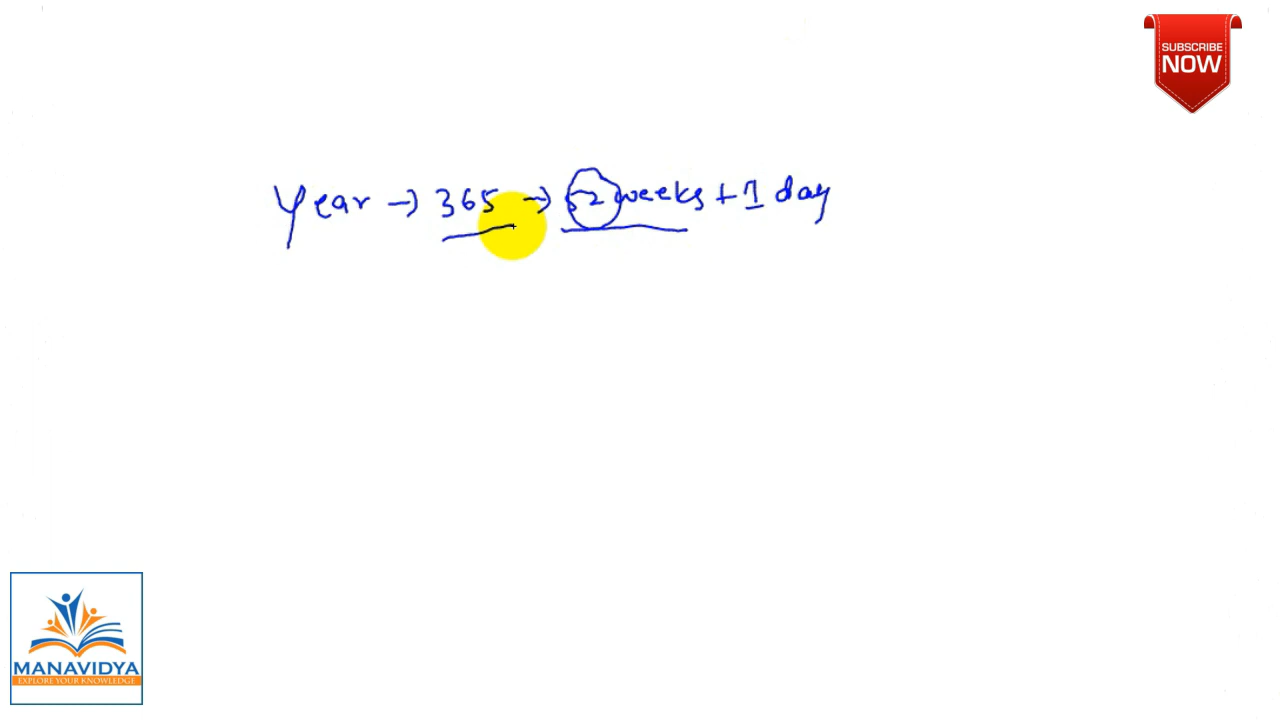 SUBSCRIBE
NOW
Year → 365 → 52 weeks + 1 day
MANAVIDYA
EXPLORE YOUR KNOWLEDGE